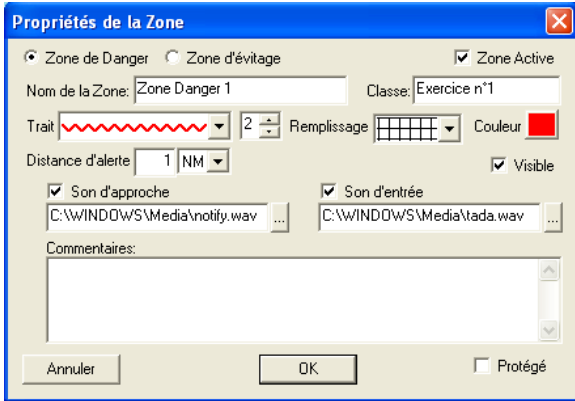 Propriétés de la Zone
Zone de Danger Zone d'évitage Zone Active
Nom de la Zone: Zone Danger 1 Classe: Exercice n°1
Trait 2 Remplissage Couleur
Distance d'alerte 1 NM Visible
Son d'approche Son d'entrée
C:\WINDOWS\Media\notify.wav ... C:\WINDOWS\Media\tada.wav ...
Commentaires:
Annuler OK Protégé